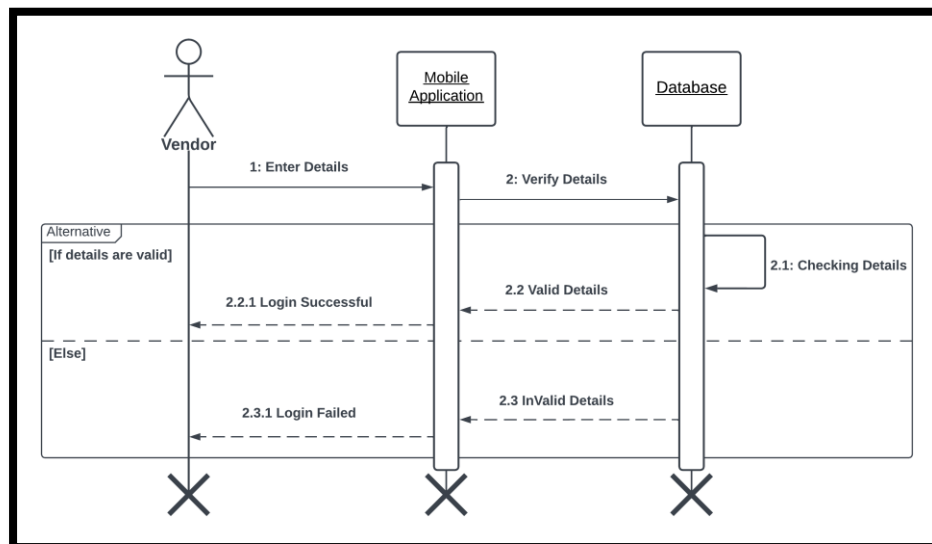 Mobile
Application
Database
Vendor
1: Enter Details
2: Verify Details
Alternative
[If details are valid]
2.1: Checking Details
2.2 Valid Details
2.2.1 Login Successful
[Else]
2.3 InValid Details
2.3.1 Login Failed